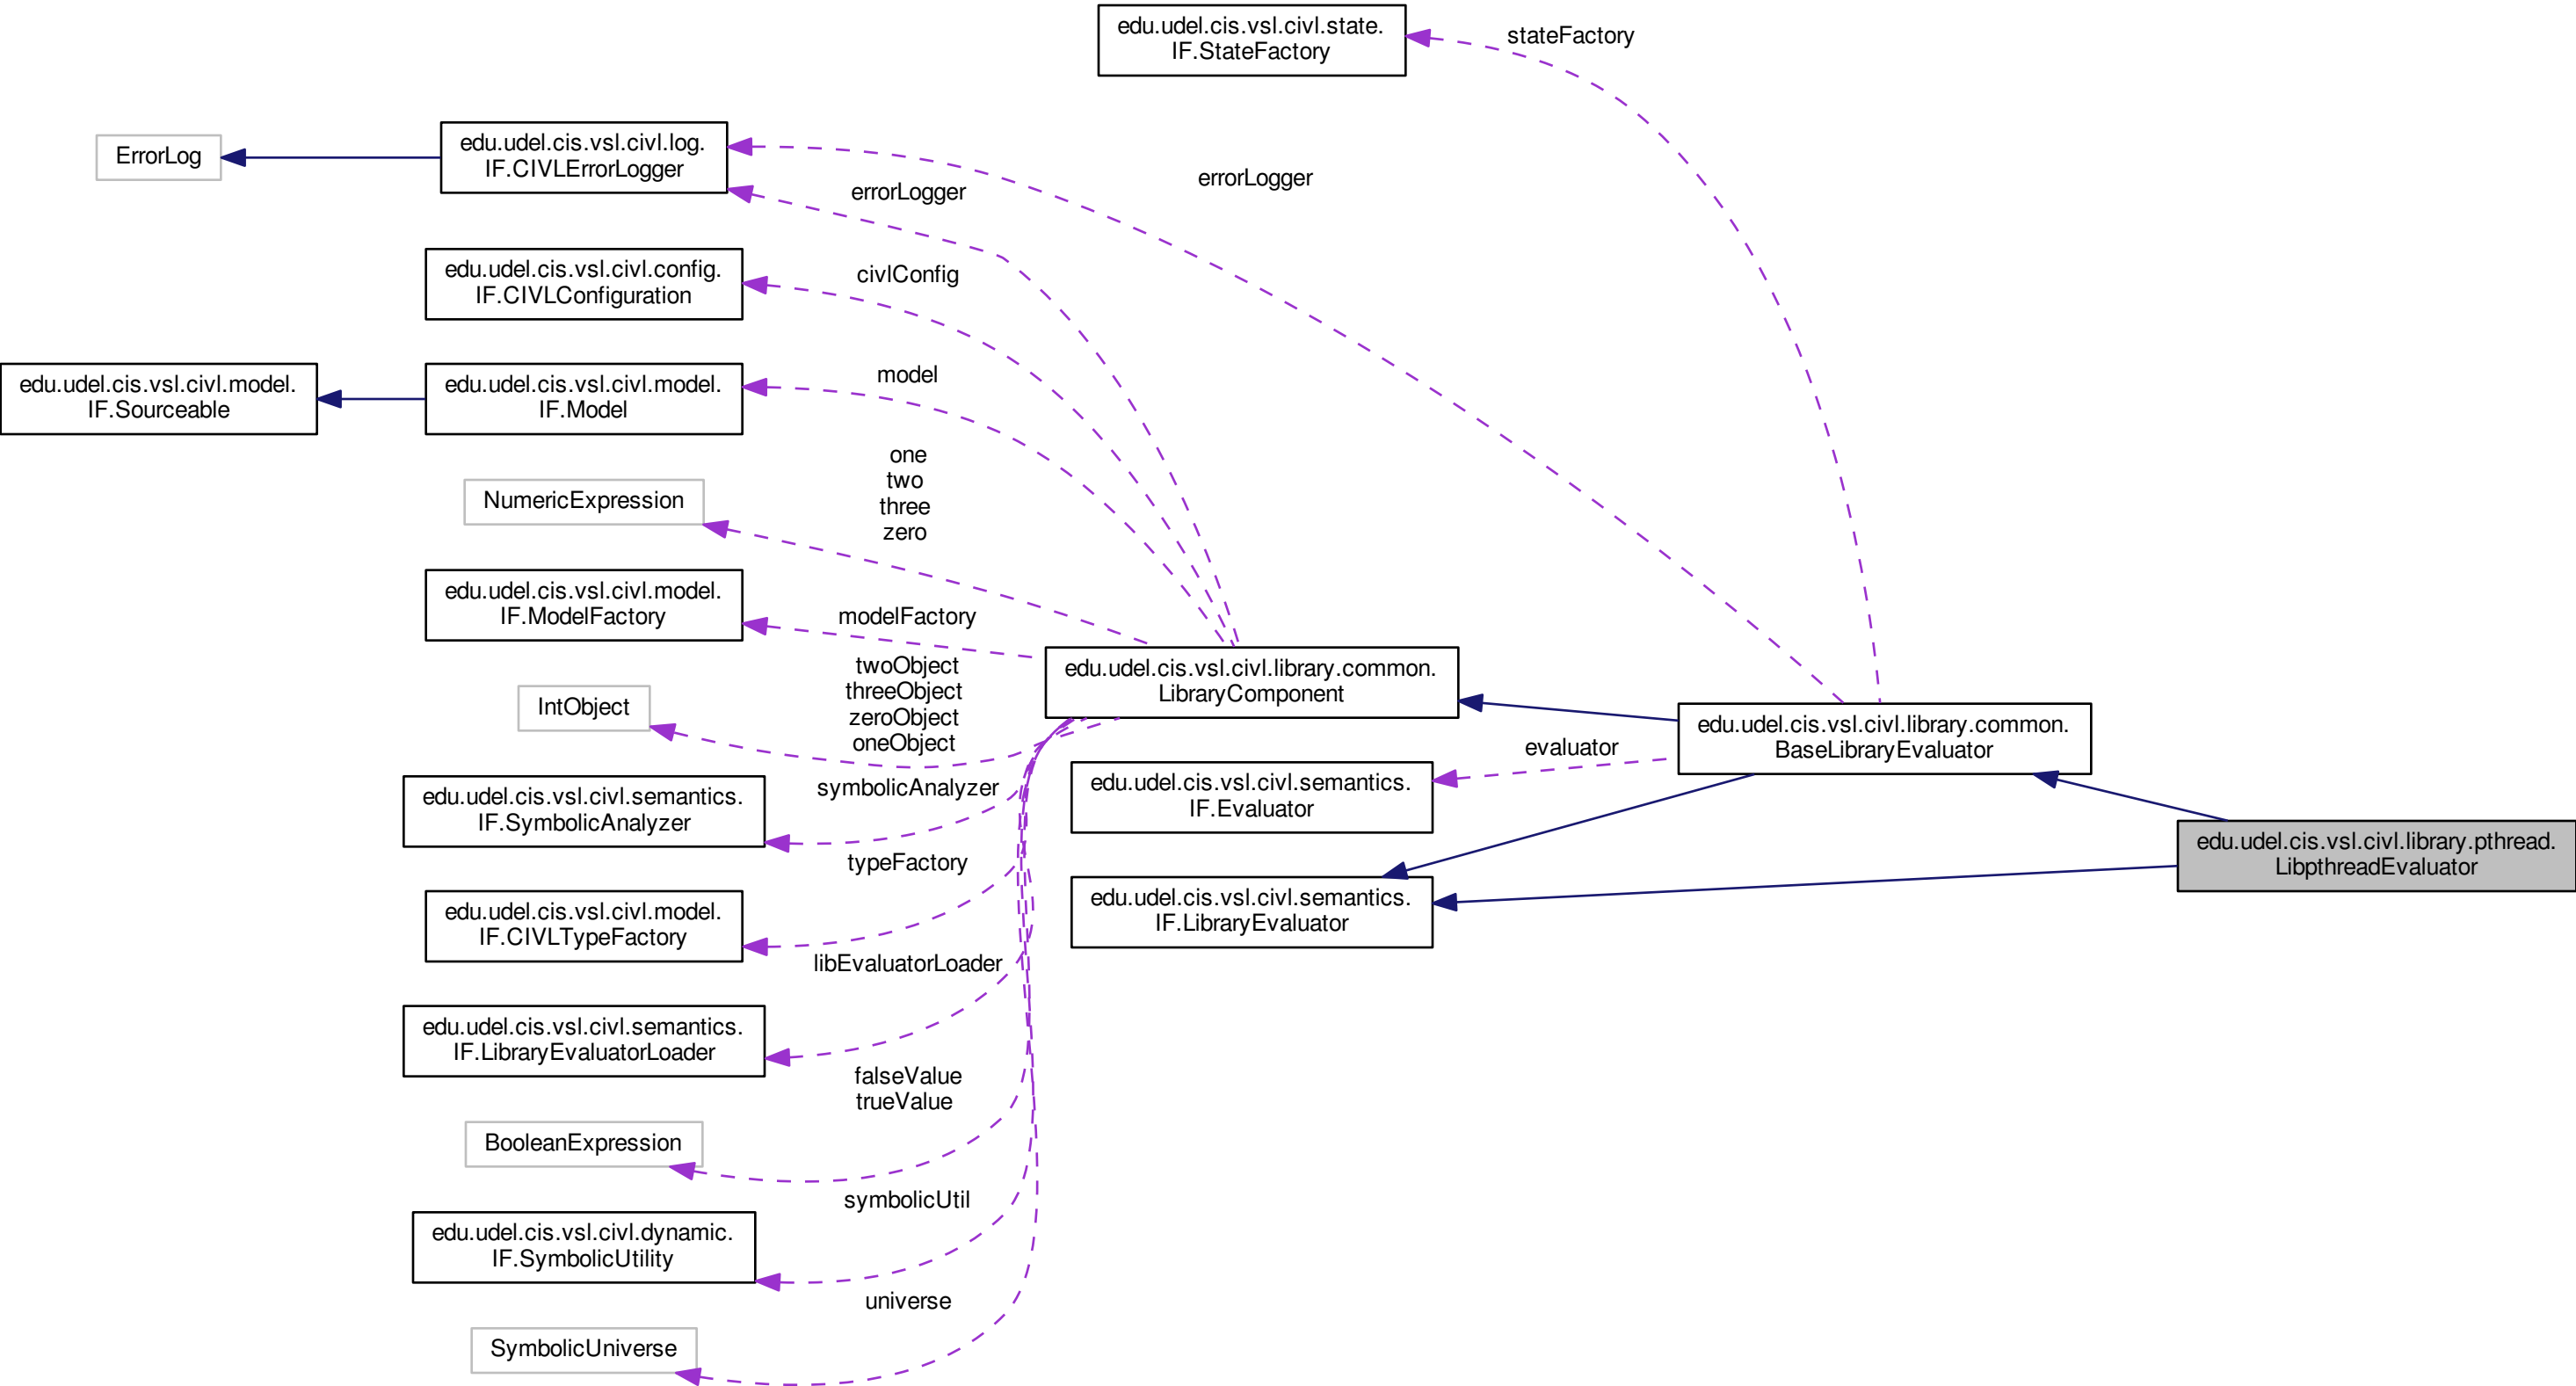 edu.udel.cis.vsl.civl.state.
IF.StateFactory
stateFactory
ErrorLog
edu.udel.cis.vsl.civl.log.
IF.CIVLErrorLogger
errorLogger
errorLogger
edu.udel.cis.vsl.civl.config.
IF.CIVLConfiguration
civlConfig
edu.udel.cis.vsl.civl.model.
IF.Sourceable
edu.udel.cis.vsl.civl.model.
IF.Model
model
NumericExpression
one
two
three
zero
edu.udel.cis.vsl.civl.model.
IF.ModelFactory
modelFactory
IntObject
twoObject
threeObject
zeroObject
oneObject
edu.udel.cis.vsl.civl.library.common.
LibraryComponent
edu.udel.cis.vsl.civl.library.common.
BaseLibraryEvaluator
evaluator
edu.udel.cis.vsl.civl.semantics.
IF.Evaluator
edu.udel.cis.vsl.civl.semantics.
IF.SymbolicAnalyzer
symbolicAnalyzer
edu.udel.cis.vsl.civl.library.pthread.
LibpthreadEvaluator
edu.udel.cis.vsl.civl.semantics.
IF.LibraryEvaluator
edu.udel.cis.vsl.civl.model.
IF.CIVLTypeFactory
typeFactory
edu.udel.cis.vsl.civl.semantics.
IF.LibraryEvaluatorLoader
libEvaluatorLoader
BooleanExpression
falseValue
trueValue
edu.udel.cis.vsl.civl.dynamic.
IF.SymbolicUtility
symbolicUtil
SymbolicUniverse
universe